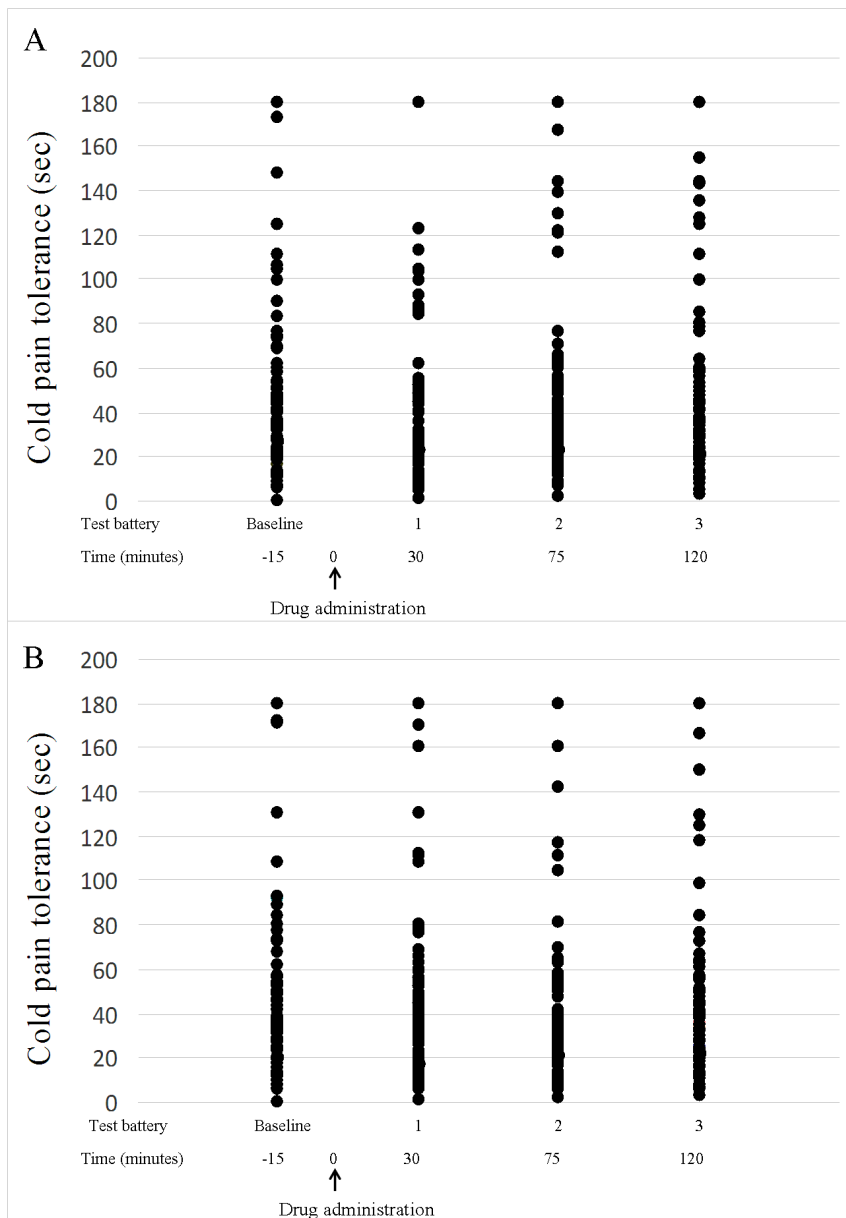 A
Cold pain tolerance (sec)
200
180
160
140
120
100
80
60
40
20
0
Test battery Baseline 1 2 3
Time (minutes) -15 0 30 75 120
Drug administration
B
Cold pain tolerance (sec)
200
180
160
140
120
100
80
60
40
20
0
Test battery Baseline 1 2 3
Time (minutes) -15 0 30 75 120
Drug administration